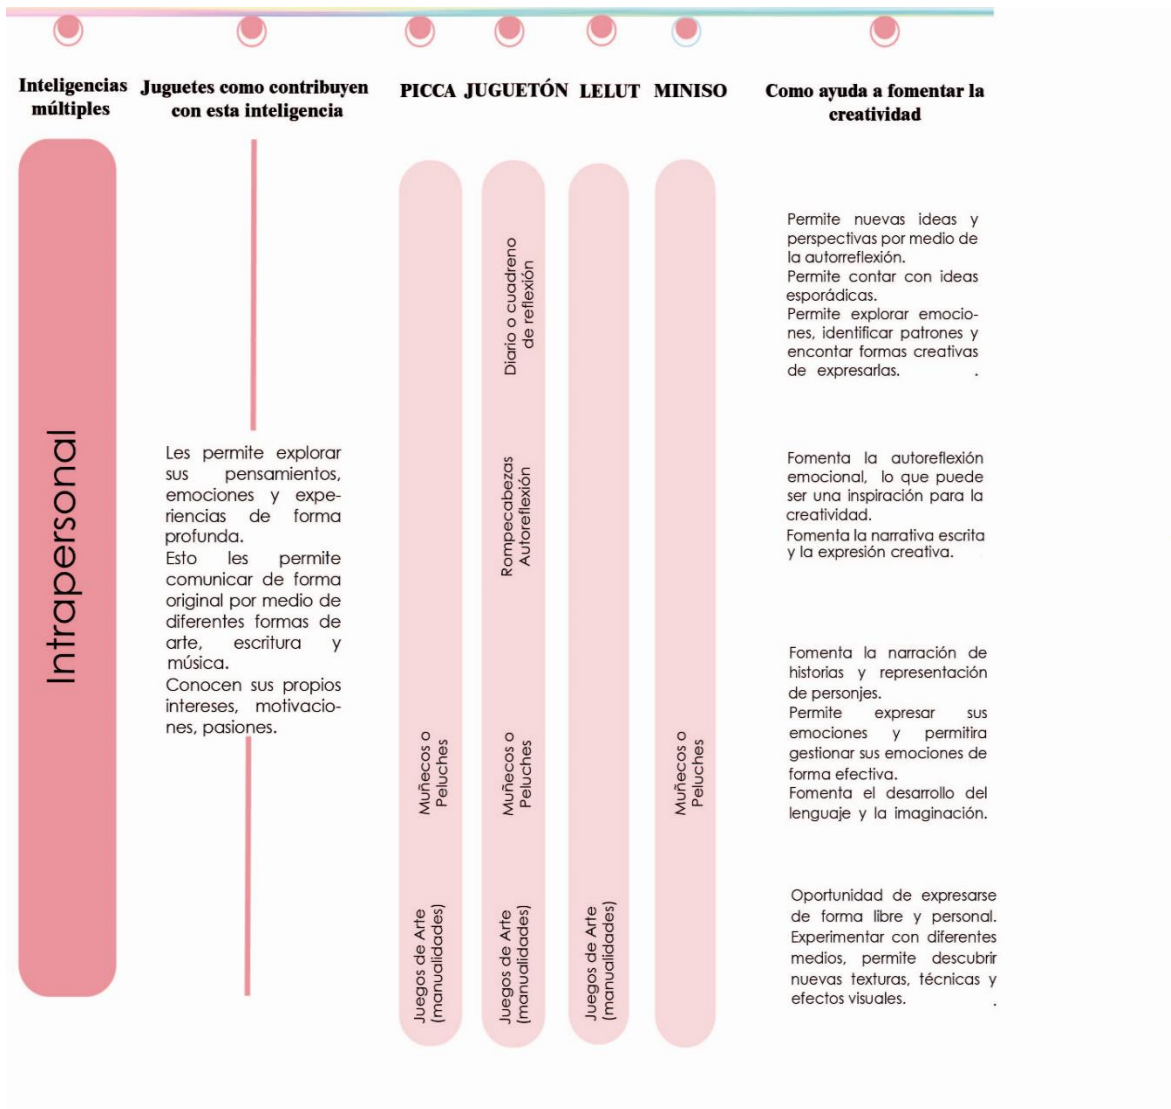 Inteligencias
múltiples
Juguetes como contribuyen
con esta inteligencia
PICCA
JUGUETÓN
LELUT
MINISO
Como ayuda a fomentar la
creatividad
Intrapersonal
Les permite explorar
sus pensamientos,
emociones y expe-
riencias de forma
profunda.
Esto les permite
comunicar de forma
original por medio de
diferentes formas de
arte, escritura y
música.
Conocen sus propios
intereses, motivacio-
nes, pasiones.
Diario o cuadreno
de reflexión
Permite nuevas ideas y
perspectivas por medio de
la autorreflexión.
Permite contar con ideas
esporádicas.
Permite explorar emocio-
nes, identificar patrones y
encontar formas creativas
de expresarlas. .
Rompecabezas
Autoreflexión
Fomenta la autoreflexión
emocional, lo que puede
ser una inspiración para la
creatividad.
Fomenta la narrativa escrita
y la expresión creativa.
Muñecos o
Peluches
Muñecos o
Peluches
Muñecos o
Peluches
Fomenta la narración de
historias y representación
de personjes.
Permite expresar sus
emociones y permitira
gestionar sus emociones de
forma efectiva.
Fomenta el desarrollo del
lenguaje y la imaginación.
Juegos de Arte
(manualidades)
Juegos de Arte
(manualidades)
Juegos de Arte
(manualidades)
Oportunidad de expresarse
de forma libre y personal.
Experimentar con diferentes
medios, permite descubrir
nuevas texturas, técnicas y
efectos visuales. .